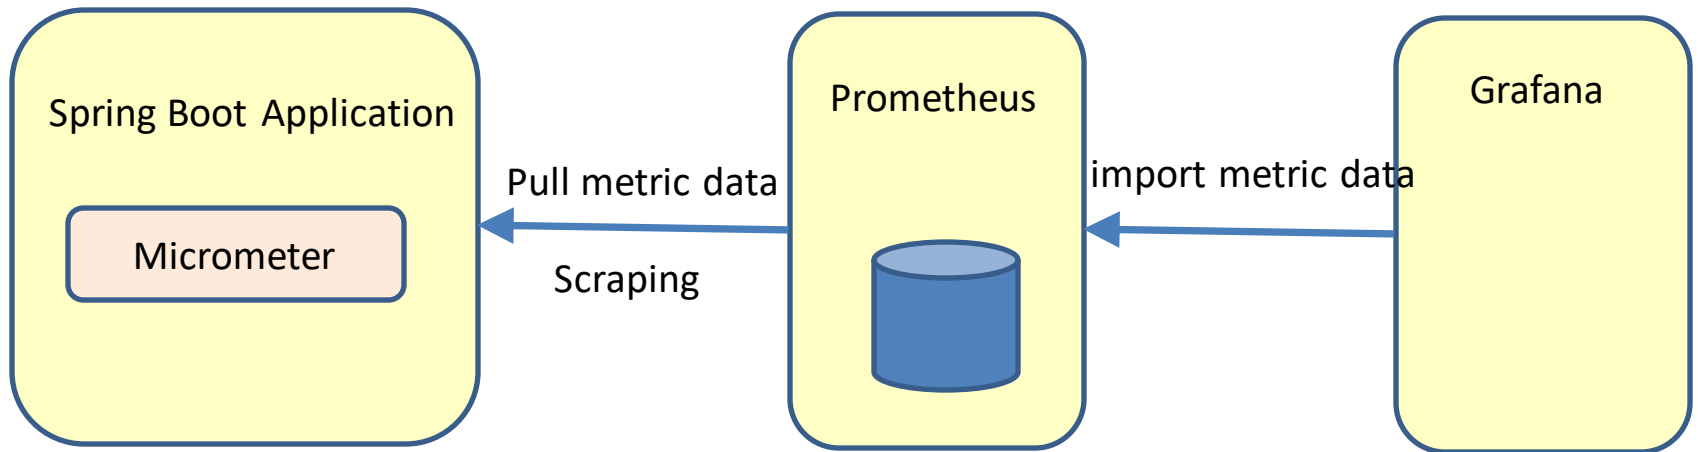 Spring Boot Application
Micrometer
Pull metric data
Scraping
Prometheus
import metric data
Grafana